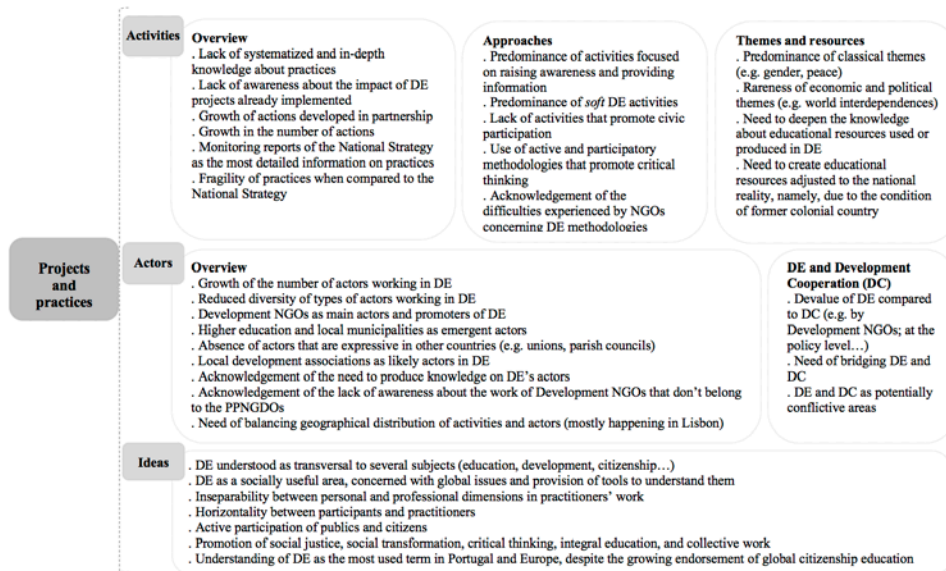 Projects
and
practices
Activities
Overview
. Lack of systematized and in-depth
knowledge about practices
. Lack of awareness about the impact of DE
projects already implemented
. Growth of actions developed in partnership
. Growth in the number of actions
. Monitoring reports of the National Strategy
as the most detailed information on practices
. Fragility of practices when compared to the
National Strategy
Approaches
. Predominance of activities focused
on raising awareness and providing
information
. Predominance of soft DE activities
. Lack of activities that promote civic
participation
. Use of active and participatory
methodologies that promote critical
thinking
. Acknowledgement of the
difficulties experienced by NGOs
concerning DE methodologies
Themes and resources
. Predominance of classical themes
(e.g. gender, peace)
. Rareness of economic and political
themes (e.g. world interdependences)
. Need to deepen the knowledge
about educational resources used or
produced in DE
. Need to create educational
resources adjusted to the national
reality, namely, due to the
condition of former colonial country
Actors
Overview
. Growth of the number of actors working in DE
. Reduced diversity of types of actors working in DE
. Development NGOs as main actors and promoters of DE
. Higher education and local municipalities as emergent actors
. Absence of actors that are expressive in other countries (e.g. unions, parish councils)
. Local development associations as likely actors in DE
. Acknowledgement of the need to produce knowledge on DE's actors
. Acknowledgement of the lack of awareness about the work of Development NGOs that don't belong
to the PPNGDOs
. Need of balancing geographical distribution of activities and actors (mostly happening in Lisbon)
DE and Development
Cooperation (DC)
. Devalue of DE compared
to DC (e.g. by
Development NGOs; at the
policy level…)
. Need of bridging DE and
DC
. DE and DC as potentially
conflictive areas
Ideas
. DE understood as transversal to several subjects (education, development, citizenship…)
. DE as a socially useful area, concerned with global issues and provision of tools to understand them
. Inseparability between personal and professional dimensions in practitioners' work
. Horizontality between participants and practitioners
. Active participation of publics and citizens
. Promotion of social justice, social transformation, critical thinking, integral education, and collective work
. Understanding of DE as the most used term in Portugal and Europe, despite the growing endorsement of global citizenship education